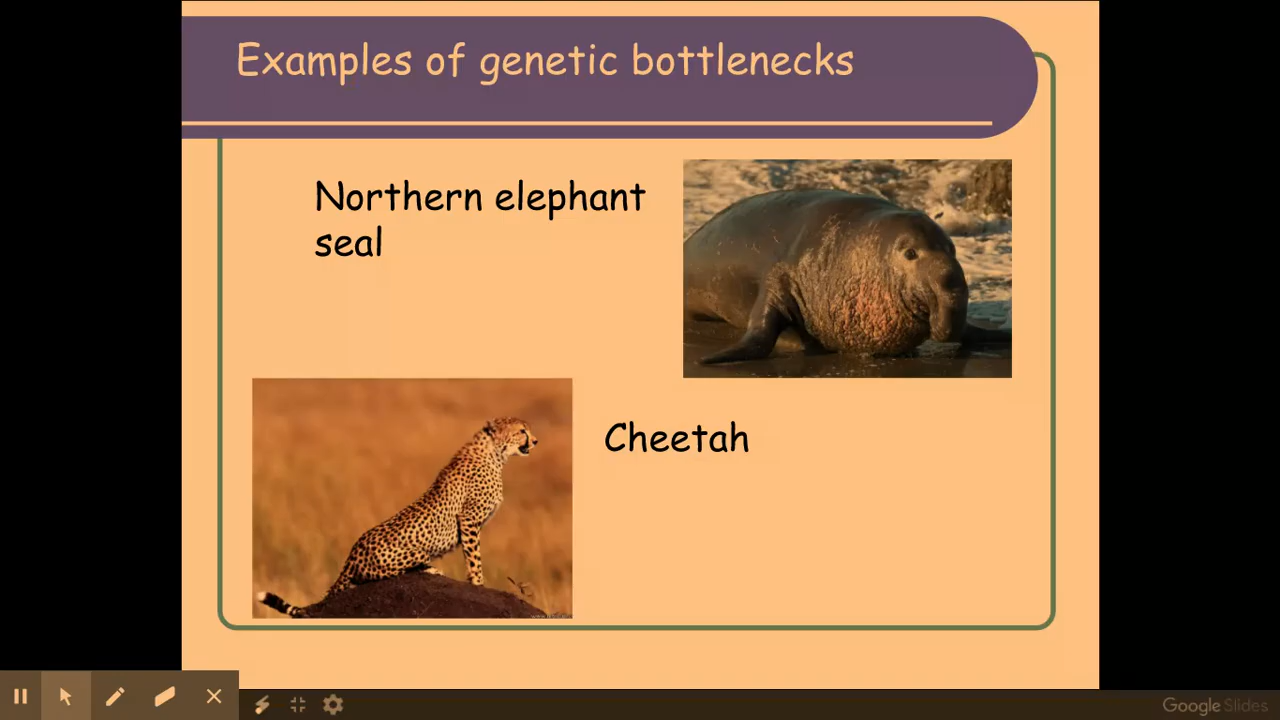 Examples of genetic bottlenecks
Northern elephant
seal
Cheetah
Google Slides